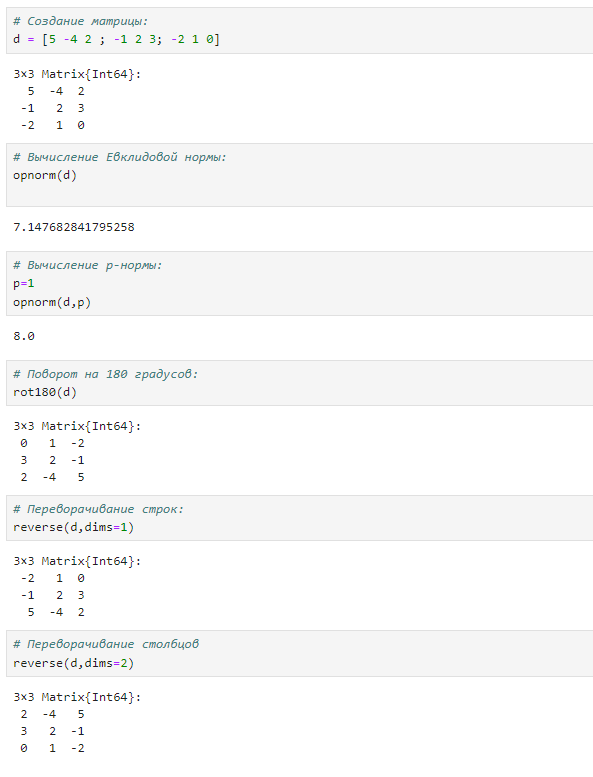 # Создание матрицы:
d = [5 -4 2 ; -1 2 3; -2 1 0]
3×3 Matrix{Int64}:
  5  -4  2
 -1   2  3
 -2   1  0
# Вычисление Евклидовой нормы:
opnorm(d)
7.147682841795258
# Вычисление p-нормы:
p=1
opnorm(d,p)
8.0
# Поворот на 180 градусов:
rot180(d)
3×3 Matrix{Int64}:
 0   1  -2
 3   2  -1
 2  -4   5
# Переворачивание строк:
reverse(d,dims=1)
3×3 Matrix{Int64}:
 -2   1  0
 -1   2  3
  5  -4  2
# Переворачивание столбцов
reverse(d,dims=2)
3×3 Matrix{Int64}:
 2  -4   5
 3   2  -1
 0   1  -2